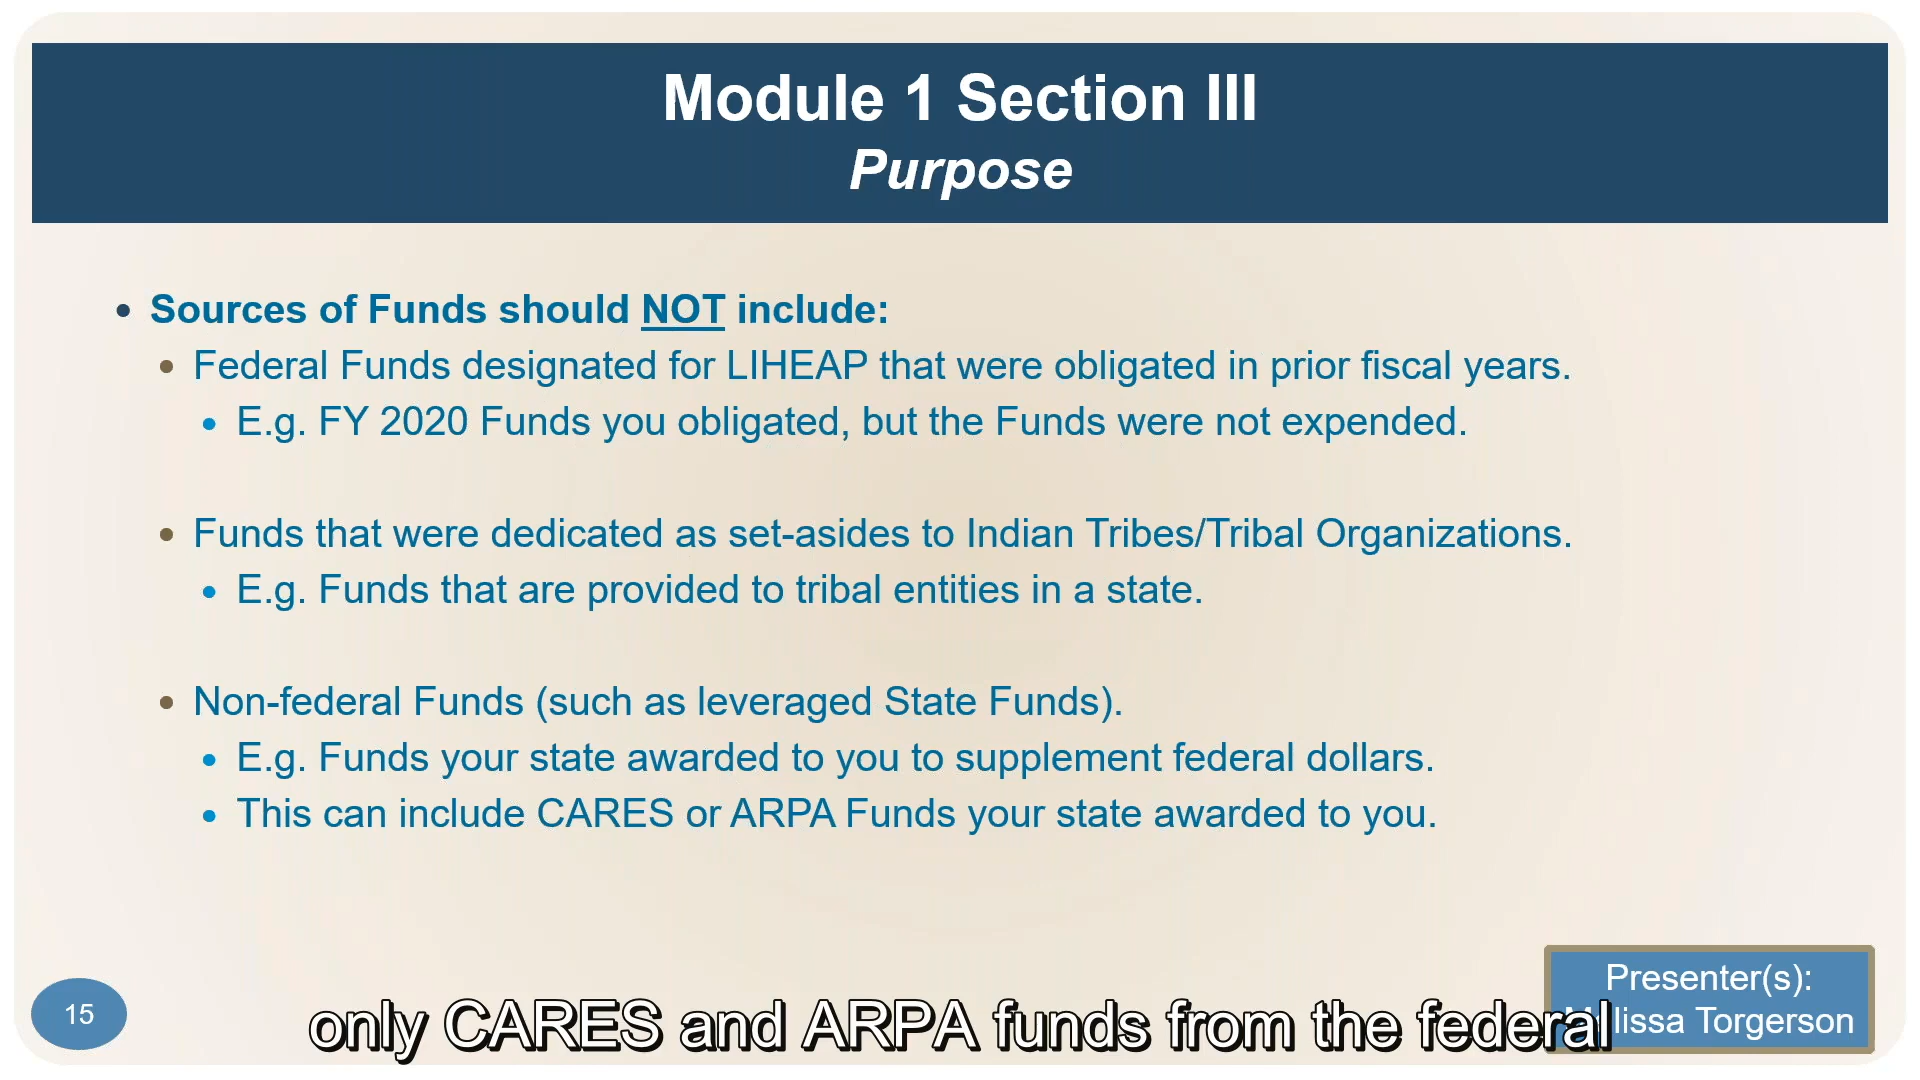 Module 1 Section III
Purpose
Sources of Funds should NOT include:
Federal Funds designated for LIHEAP that were obligated in prior fiscal years.
E.g. FY 2020 Funds you obligated, but the Funds were not expended.
Funds that were dedicated as set-asides to Indian Tribes/Tribal Organizations.
E.g. Funds that are provided to tribal entities in a state.
Non-federal Funds (such as leveraged State Funds).
E.g. Funds your state awarded to you to supplement federal dollars.
This can include CARES or ARPA Funds your state awarded to you.
Presenter(s):
Melissa Torgerson
15
only CARES and ARPA funds from the federal